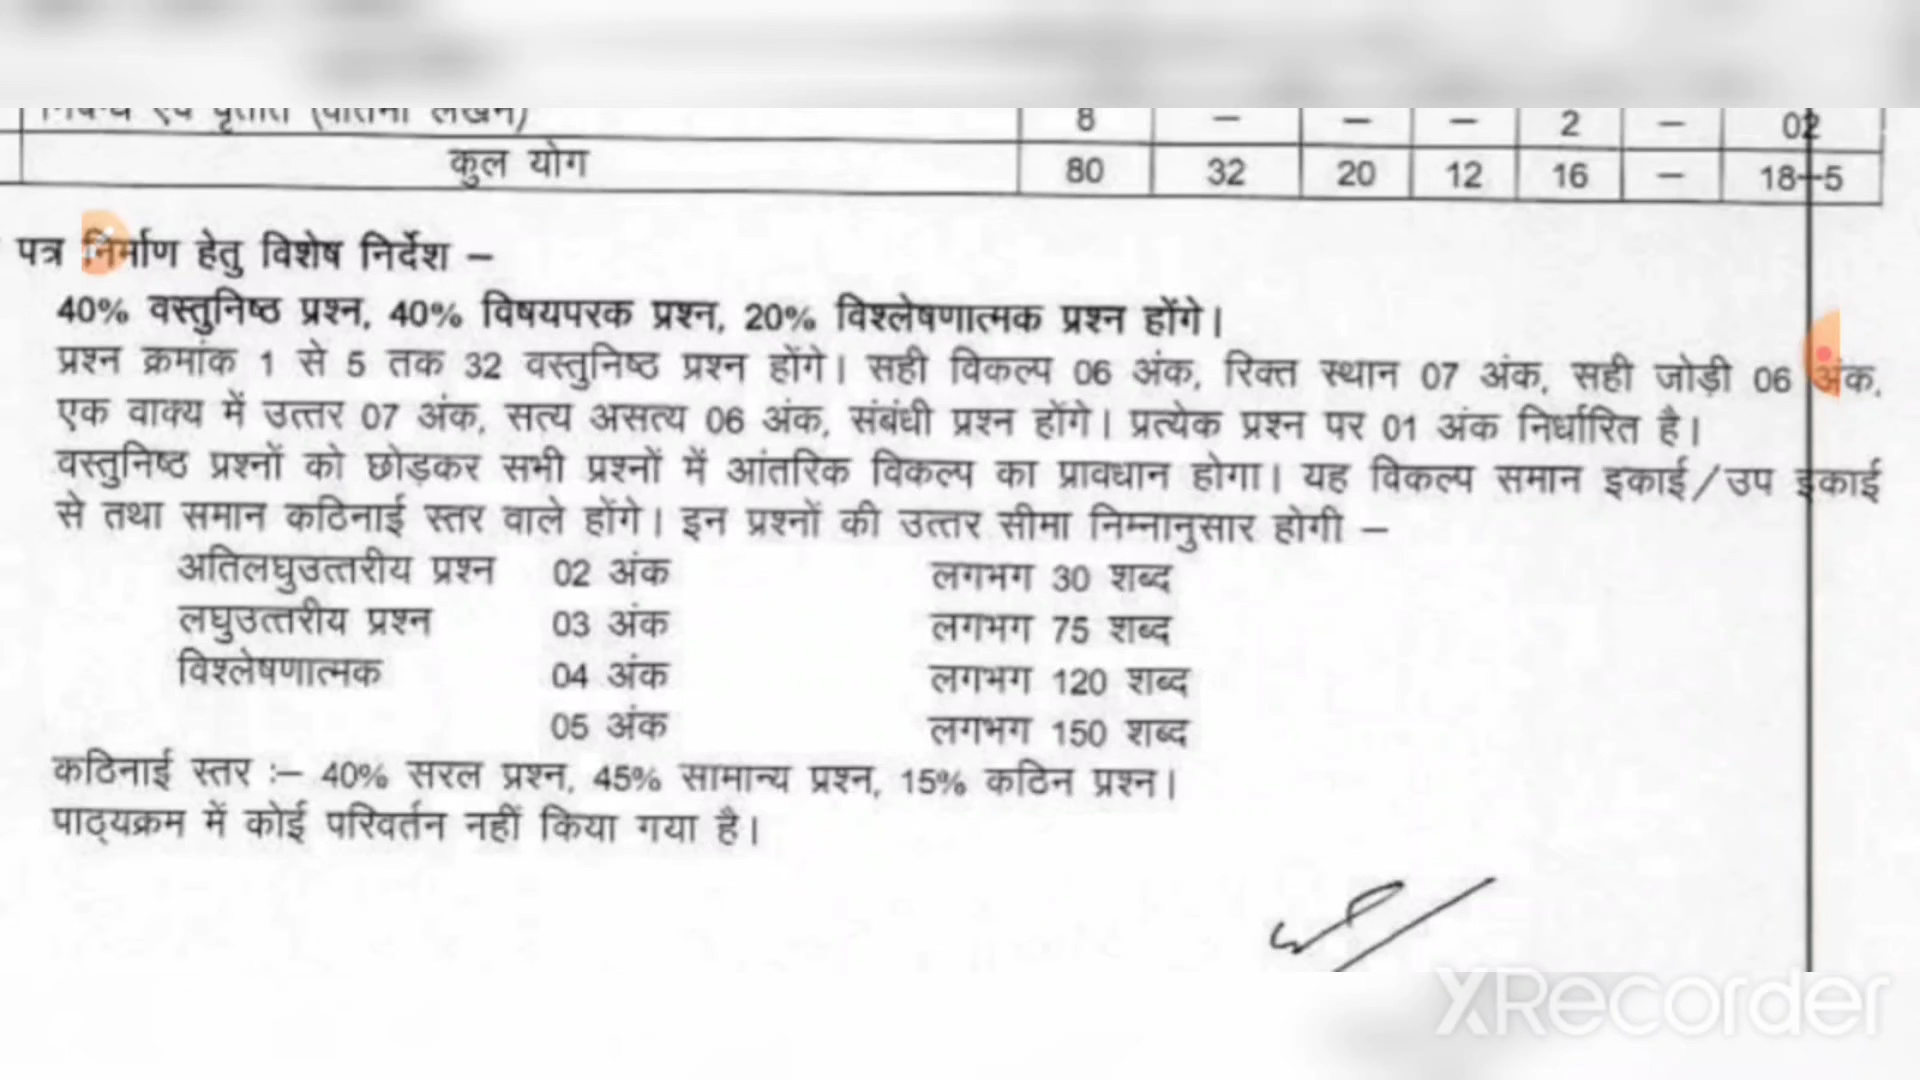 8 – – – 2 – 02
कुल योग 80 32 20 12 16 – 18-5
पत्र निर्माण हेतु विशेष निर्देश –
40% वस्तुनिष्ठ प्रश्न, 40% विषयपरक प्रश्न, 20% विश्लेषणात्मक प्रश्न होंगे।
प्रश्न क्रमांक 1 से 5 तक 32 वस्तुनिष्ठ प्रश्न होंगे। सही विकल्प 06 अंक, रिक्त स्थान 07 अंक, सही जोड़ी 06 अंक,
एक वाक्य में उत्तर 07 अंक, सत्य असत्य 06 अंक, संबंधी प्रश्न होंगे। प्रत्येक प्रश्न पर 01 अंक निर्धारित है।
वस्तुनिष्ठ प्रश्नों को छोड़कर सभी प्रश्नों में आंतरिक विकल्प का प्रावधान होगा। यह विकल्प समान इकाई/उप इकाई
से तथा समान कठिनाई स्तर वाले होंगे। इन प्रश्नों की उत्तर सीमा निम्नानुसार होगी –
अतिलघुउत्तरीय प्रश्न 02 अंक लगभग 30 शब्द
लघुउत्तरीय प्रश्न 03 अंक लगभग 75 शब्द
विश्लेषणात्मक 04 अंक लगभग 120 शब्द
05 अंक लगभग 150 शब्द
कठिनाई स्तर :– 40% सरल प्रश्न, 45% सामान्य प्रश्न, 15% कठिन प्रश्न।
पाठ्यक्रम में कोई परिवर्तन नहीं किया गया है।
XRecorder